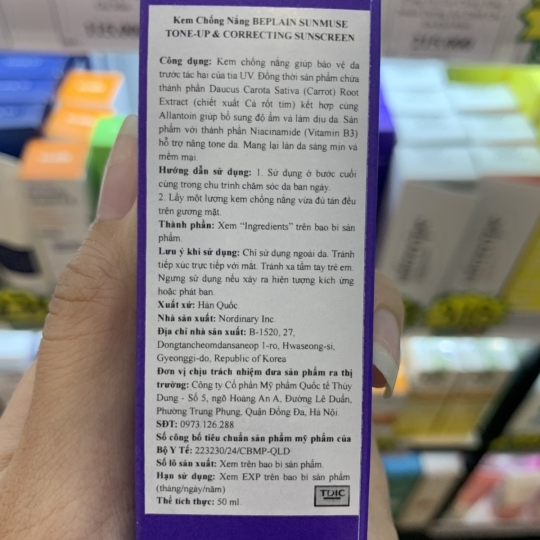 Kem Chống Nắng BEPLAIN SUNMUSE
TONE-UP & CORRECTING SUNSCREEN
Công dụng: Kem chống nắng giúp bảo vệ da
trước tác hại của tia UV. Đồng thời sản phẩm chứa
thành phần Daucus Carota Sativa (Carrot) Root
Extract (chiết xuất Cà rốt tím) kết hợp cùng
Allantoin giúp bổ sung độ ẩm và làm dịu da. Sản
phẩm với thành phần Niacinamide (Vitamin B3)
hỗ trợ nâng tone da. Mang lại làn da sáng mịn và
mềm mại.
Hướng dẫn sử dụng: 1. Sử dụng ở bước cuối
cùng trong chu trình chăm sóc da ban ngày.
2. Lấy một lượng kem chống nắng vừa đủ tán đều
trên gương mặt.
Thành phần: Xem "Ingredients" trên bao bì sản
phẩm.
Lưu ý khi sử dụng: Chỉ sử dụng ngoài da. Tránh
tiếp xúc trực tiếp với mắt. Tránh xa tầm tay trẻ em.
Ngưng sử dụng nếu xảy ra hiện tượng kích ứng
hoặc phát ban.
Xuất xứ: Hàn Quốc
Nhà sản xuất: Nordinary Inc
Địa chỉ nhà sản xuất: B-1520, 27,
Dongtancheomdansaneop 1-ro, Hwaseong-si,
Gyeonggi-do, Republic of Korea
Đơn vị chịu trách nhiệm đưa sản phẩm ra thị
trường: Công ty Cổ phần Mỹ phẩm Quốc tế Thùy
Dung - Số 5, ngõ Hoàng An A, Đường Lê Duẩn,
Phường Trung Phụng, Quận Đống Đa, Hà Nội.
SĐT: 0973.126.288
Số công bố tiêu chuẩn sản phẩm mỹ phẩm của
Bộ Y Tế: 223230/24/CBMP-QLD
Số lô sản xuất: Xem trên bao bì sản phẩm.
Hạn sử dụng: Xem EXP trên bao bì sản phẩm
(tháng/ngày/năm)
Thể tích thực: 50 ml
TDIC